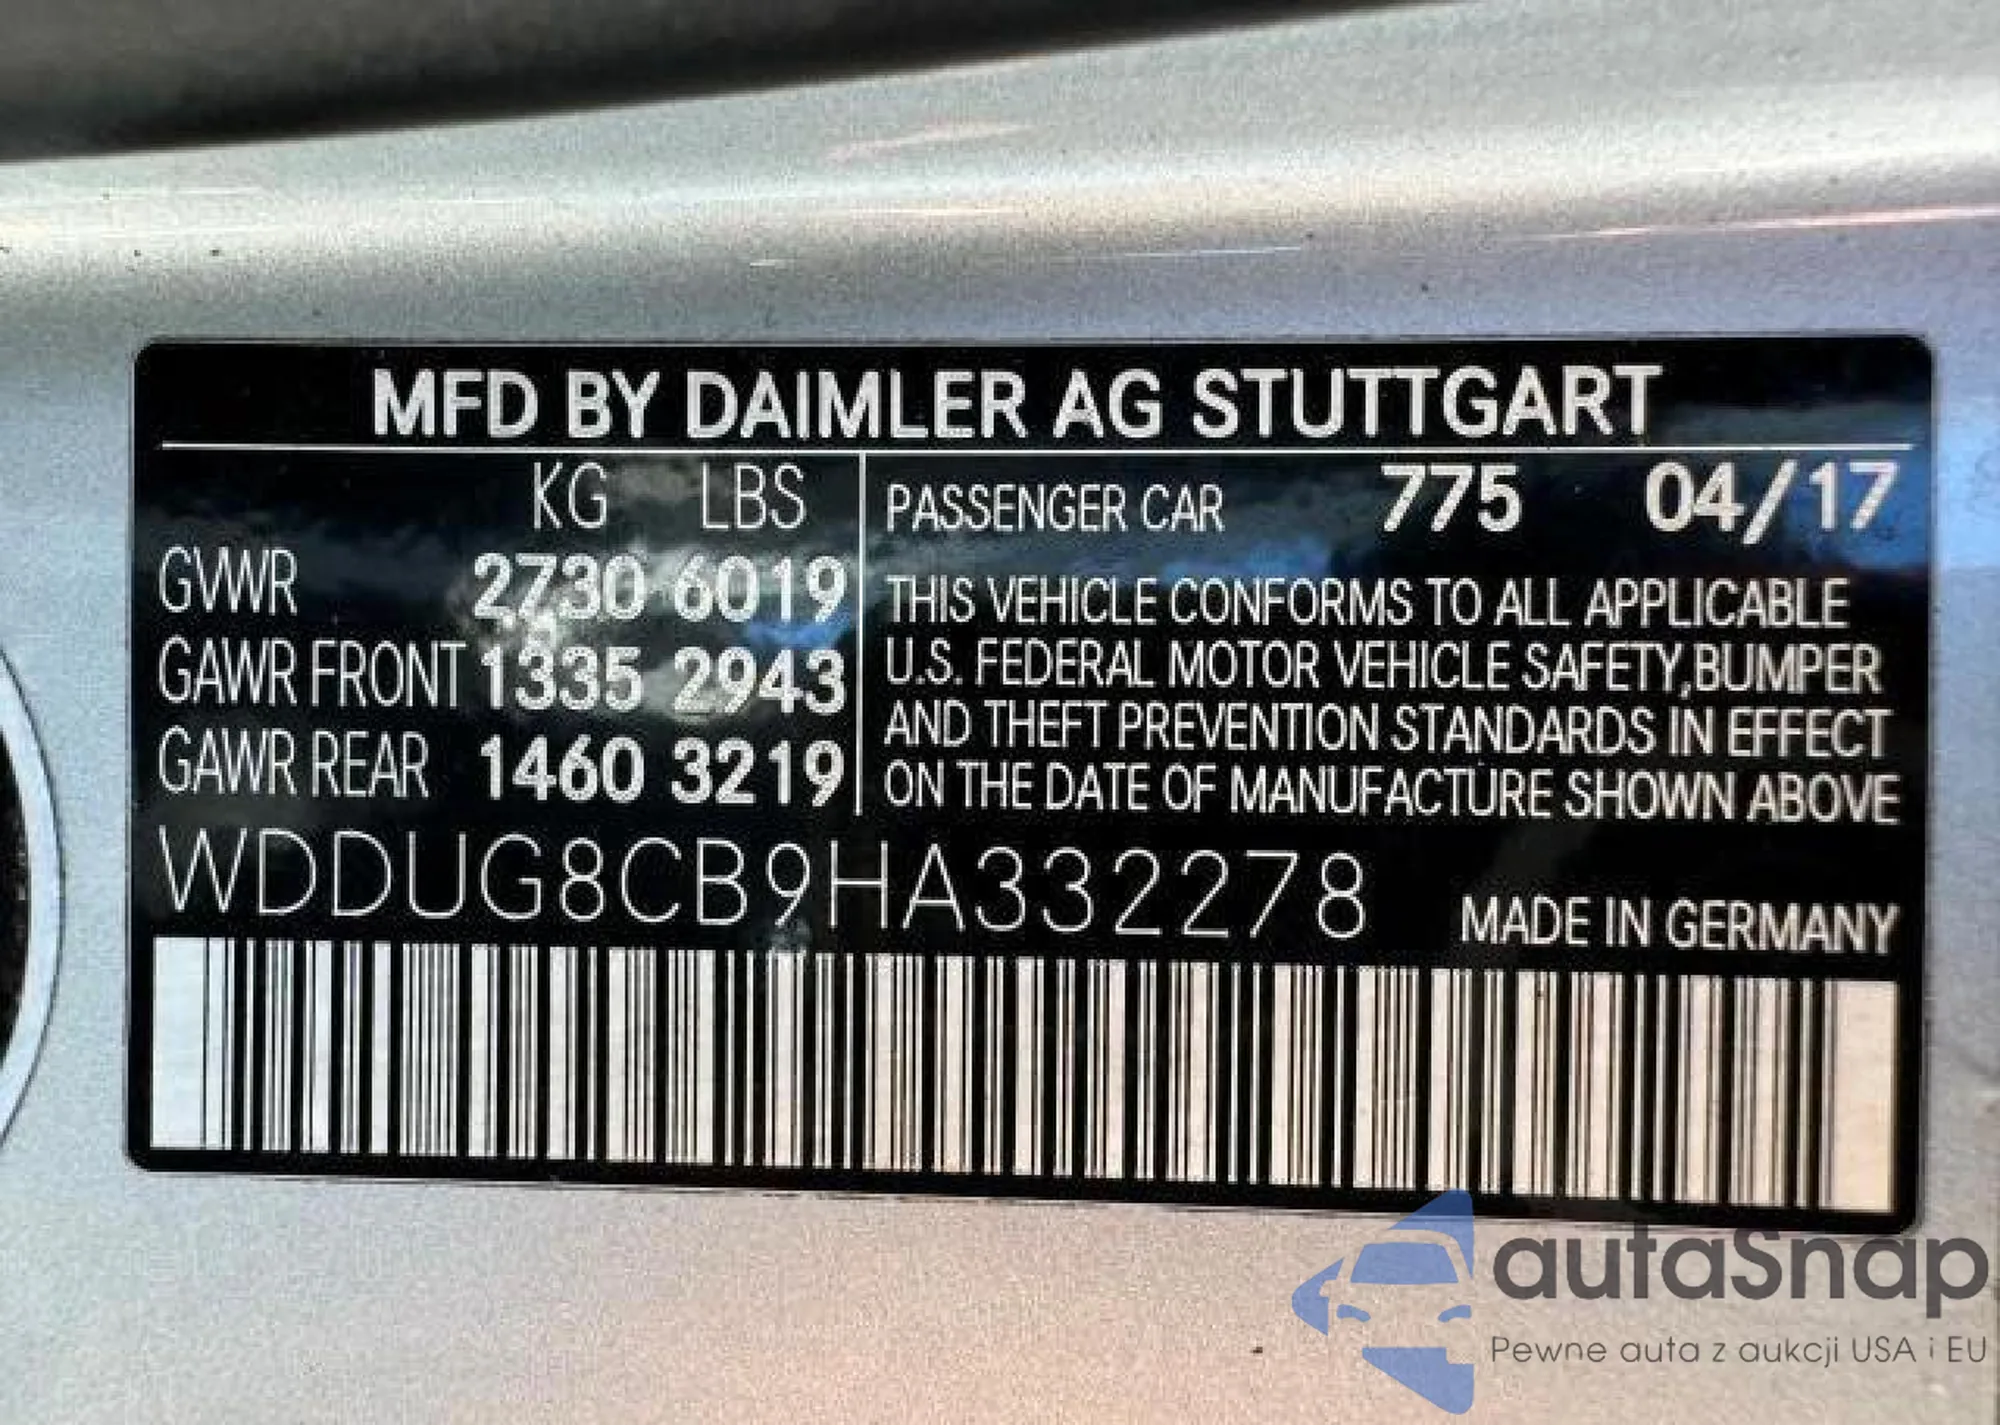 MFD BY DAIMLER AG STUTTGART
KG LBS
GVWR 2730 6019
GAWR FRONT 1335 2943
GAWR REAR 1460 3219
PASSENGER CAR 775 04/17
THIS VEHICLE CONFORMS TO ALL APPLICABLE
U.S. FEDERAL MOTOR VEHICLE SAFETY,BUMPER
AND THEFT PREVENTION STANDARDS IN EFFECT
ON THE DATE OF MANUFACTURE SHOWN ABOVE
WDDUG8CB9HA332278
MADE IN GERMANY
autaSnap
Pewne auta z aukcji USA i EU